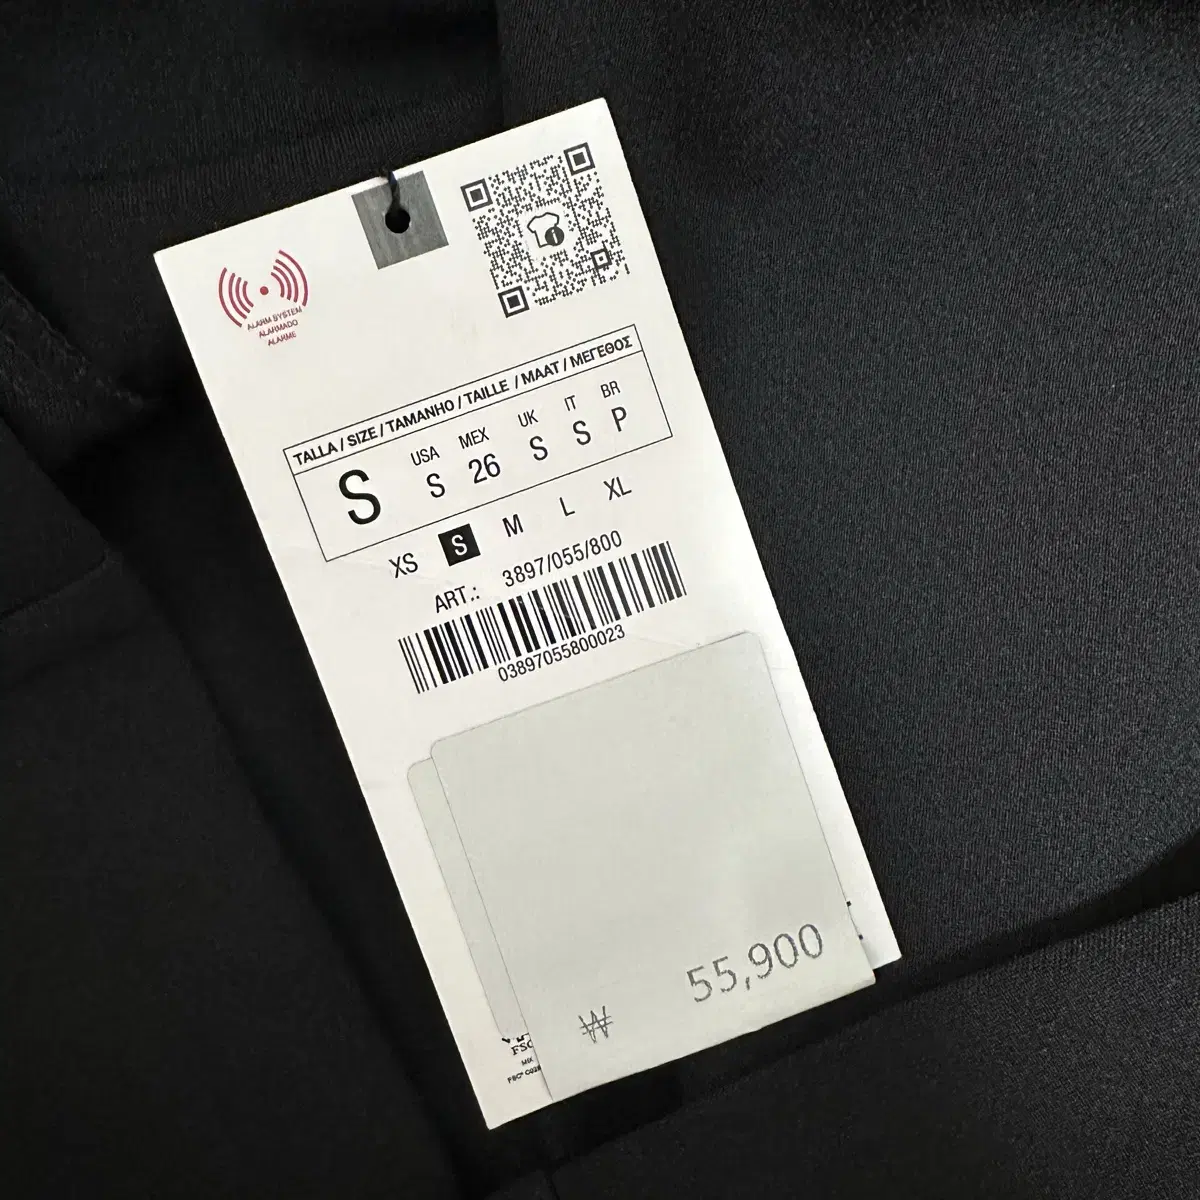 ALARM SYSTEM
ALARMADO
ALARME
TALLA / SIZE / TAMANHO / TAILLE / MAAT / ΜΕΓΕΘΟΣ
S
USA MEX UK IT BR
S 26 S S P
XS S M L XL
ART.: 3897/055/800
03897055800023
₩ 55,900
MIX